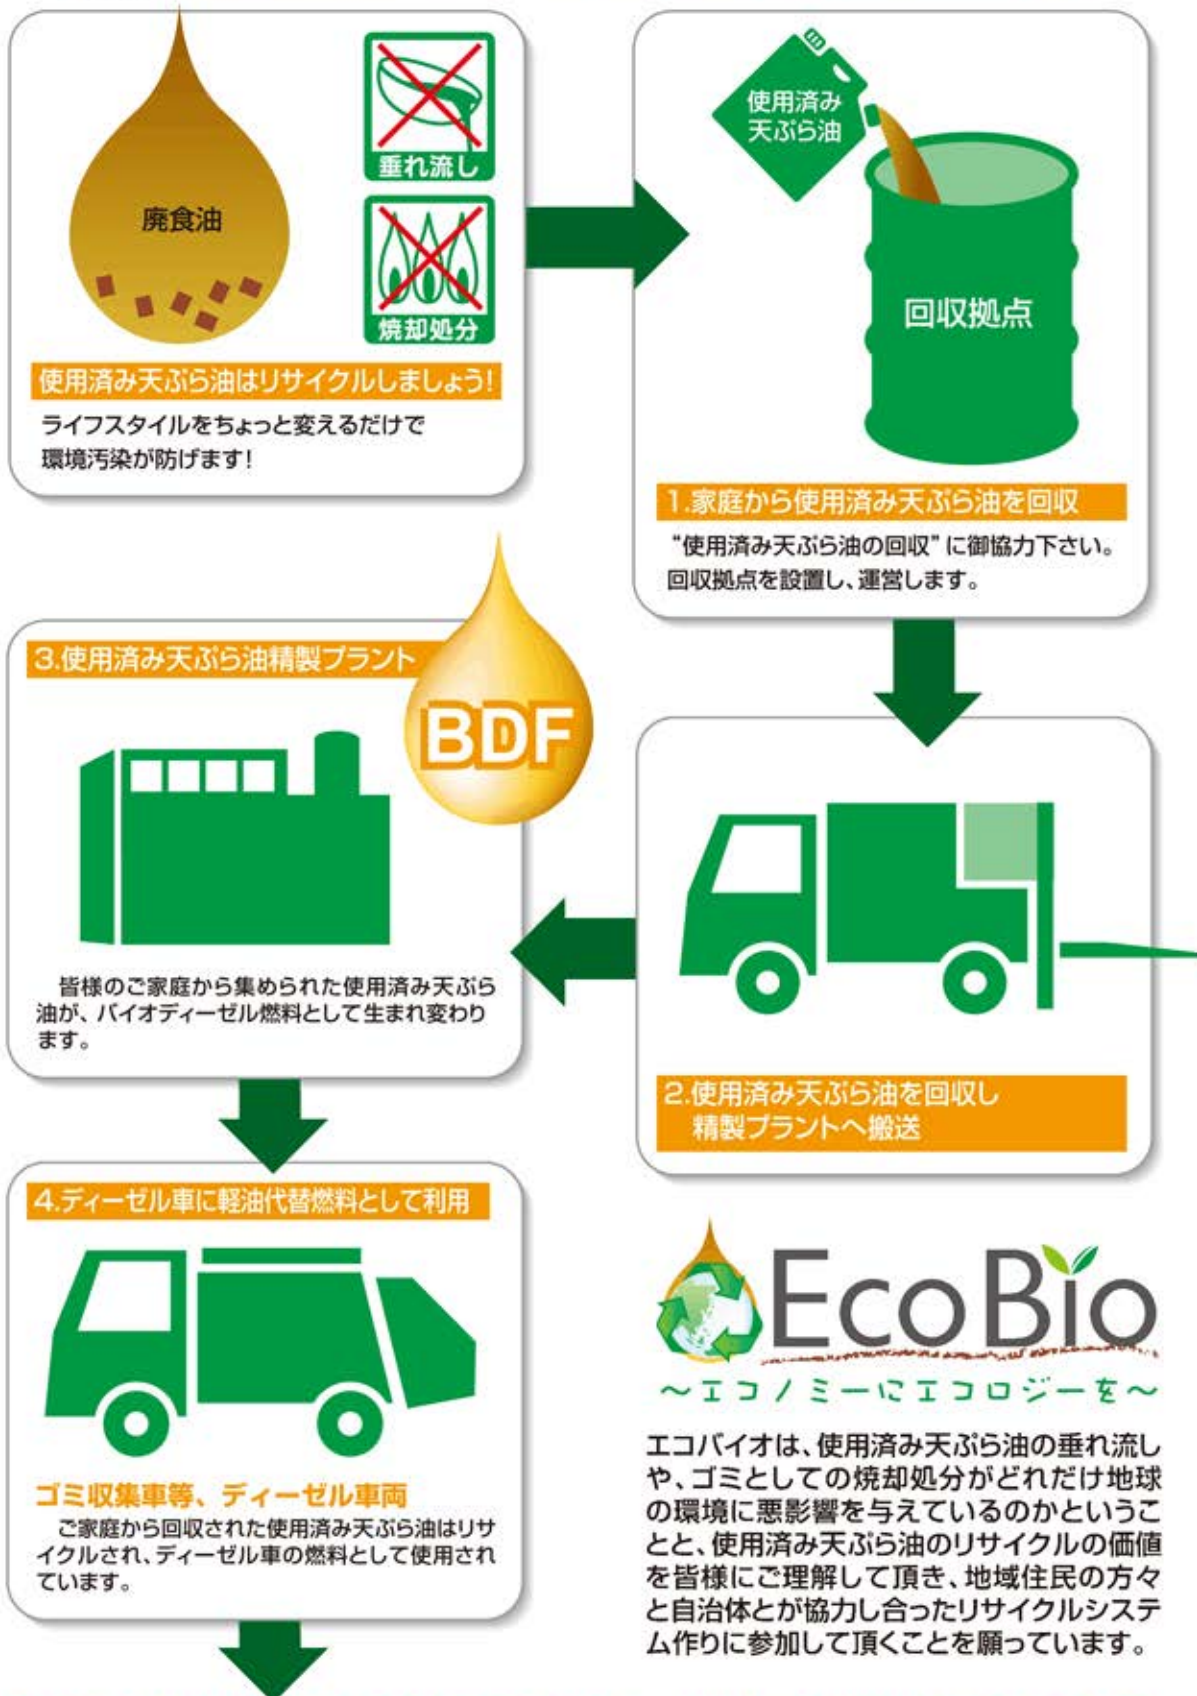 廃食油
垂れ流し
焼却処分
使用済み天ぷら油はリサイクルしましょう!
ライフスタイルをちょっと変えるだけで
環境汚染が防げます!
使用済み
天ぷら油
回収拠点
1.家庭から使用済み天ぷら油を回収
“使用済み天ぷら油の回収”に御協力下さい。
回収拠点を設置し、運営します。
2.使用済み天ぷら油を回収し
精製プラントへ搬送
3.使用済み天ぷら油精製プラント
BDF
皆様のご家庭から集められた使用済み天ぷら
油が、バイオディーゼル燃料として生まれ変わり
ます。
4.ディーゼル車に軽油代替燃料として利用
ゴミ収集車等、ディーゼル車両
ご家庭から回収された使用済み天ぷら油はリサ
イクルされ、ディーゼル車の燃料として使用され
ています。
EcoBio
～エコノミーにエコロジーを～
エコバイオは、使用済み天ぷら油の垂れ流し
や、ゴミとしての焼却処分がどれだけ地球
の環境に悪影響を与えているのかというこ
とと、使用済み天ぷら油のリサイクルの価値
を皆様にご理解して頂き、地域住民の方々
と自治体とが協力し合ったリサイクルシステ
ム作りに参加して頂くことを願っています。